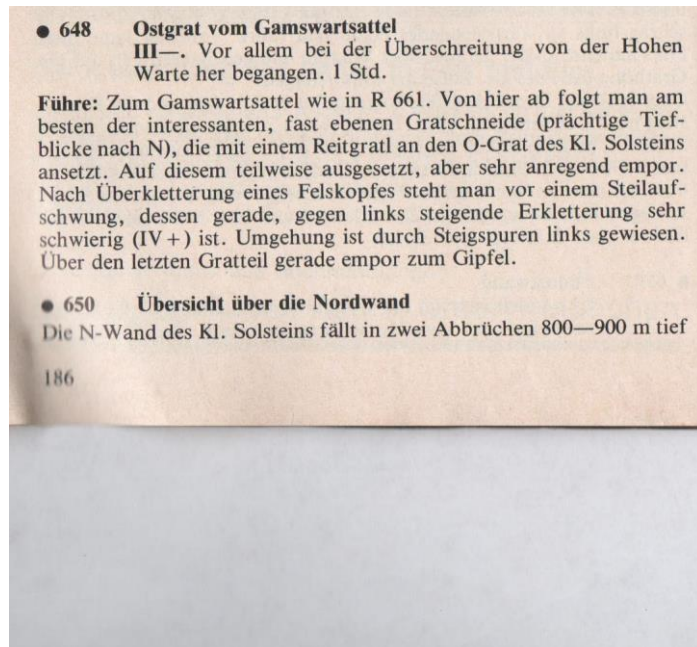 ● 648 Ostgrat vom Gamswartsattel
III—. Vor allem bei der Überschreitung von der Hohen
Warte her begangen. 1 Std.
Führe: Zum Gamswartsattel wie in R 661. Von hier ab folgt man am
besten der interessanten, fast ebenen Gratschneide (prächtige Tief-
blicke nach N), die mit einem Reitgratl an den O-Grat des Kl. Solsteins
ansetzt. Auf diesem teilweise ausgesetzt, aber sehr anregend empor.
Nach Überkletterung eines Felskopfes steht man vor einem Steilauf-
schwung, dessen gerade, gegen links steigende Erkletterung sehr
schwierig (IV+) ist. Umgehung ist durch Steigspuren links gewiesen.
Über den letzten Gratteil gerade empor zum Gipfel.
● 650 Übersicht über die Nordwand
Die N-Wand des Kl. Solsteins fällt in zwei Abbrüchen 800—900 m tief
186